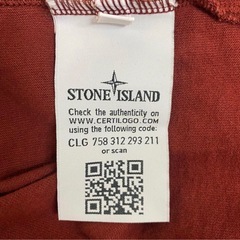 STONE ISLAND
Check the authenticity on
WWW.CERTILOGO.COM
using the following code:
CLG 758 312 293 211
or scan